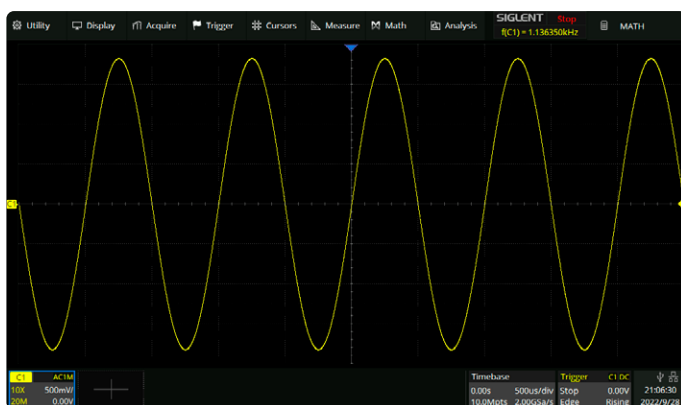 Utility Display Acquire Trigger Cursors Measure Math Analysis SIGLENT Stop MATH
f(C1) = 1.136350kHz
C1
C1 AC1M Timebase Trigger C1 DC
10X 500mV/ 0.00s 500us/div Stop 0.00V 21:06:30
20M 0.00V 10.0Mpts 2.00GSa/s Edge Rising 2022/9/28